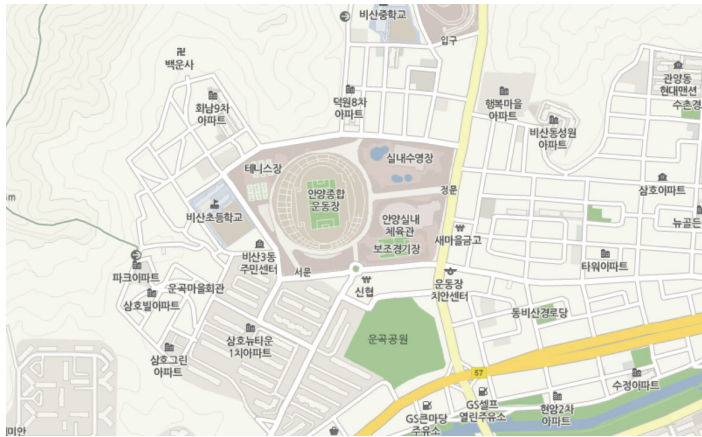 비산중학교
입구
백운사
회남9차
아파트
덕원8차
아파트
행복마을
아파트
관양동
현대맨션
수촌경
비산동성원
아파트
실내수영장
테니스장
안양종합
운동장
정문
삼호아파트
비산초등학교
안양실내
체육관
뉴골든
새마을금고
보조경기장
비산3동
주민센터
서문
타워아파트
파크아파트
신협
운동장
치안센터
운곡마을회관
삼호빌아파트
동비산경로당
삼호뉴타운
1차아파트
운곡공원
삼호그린
아파트
57
수정아파트
GS셀프
열린주유소
현암2차
아파트
GS큰마당
주유소
미안